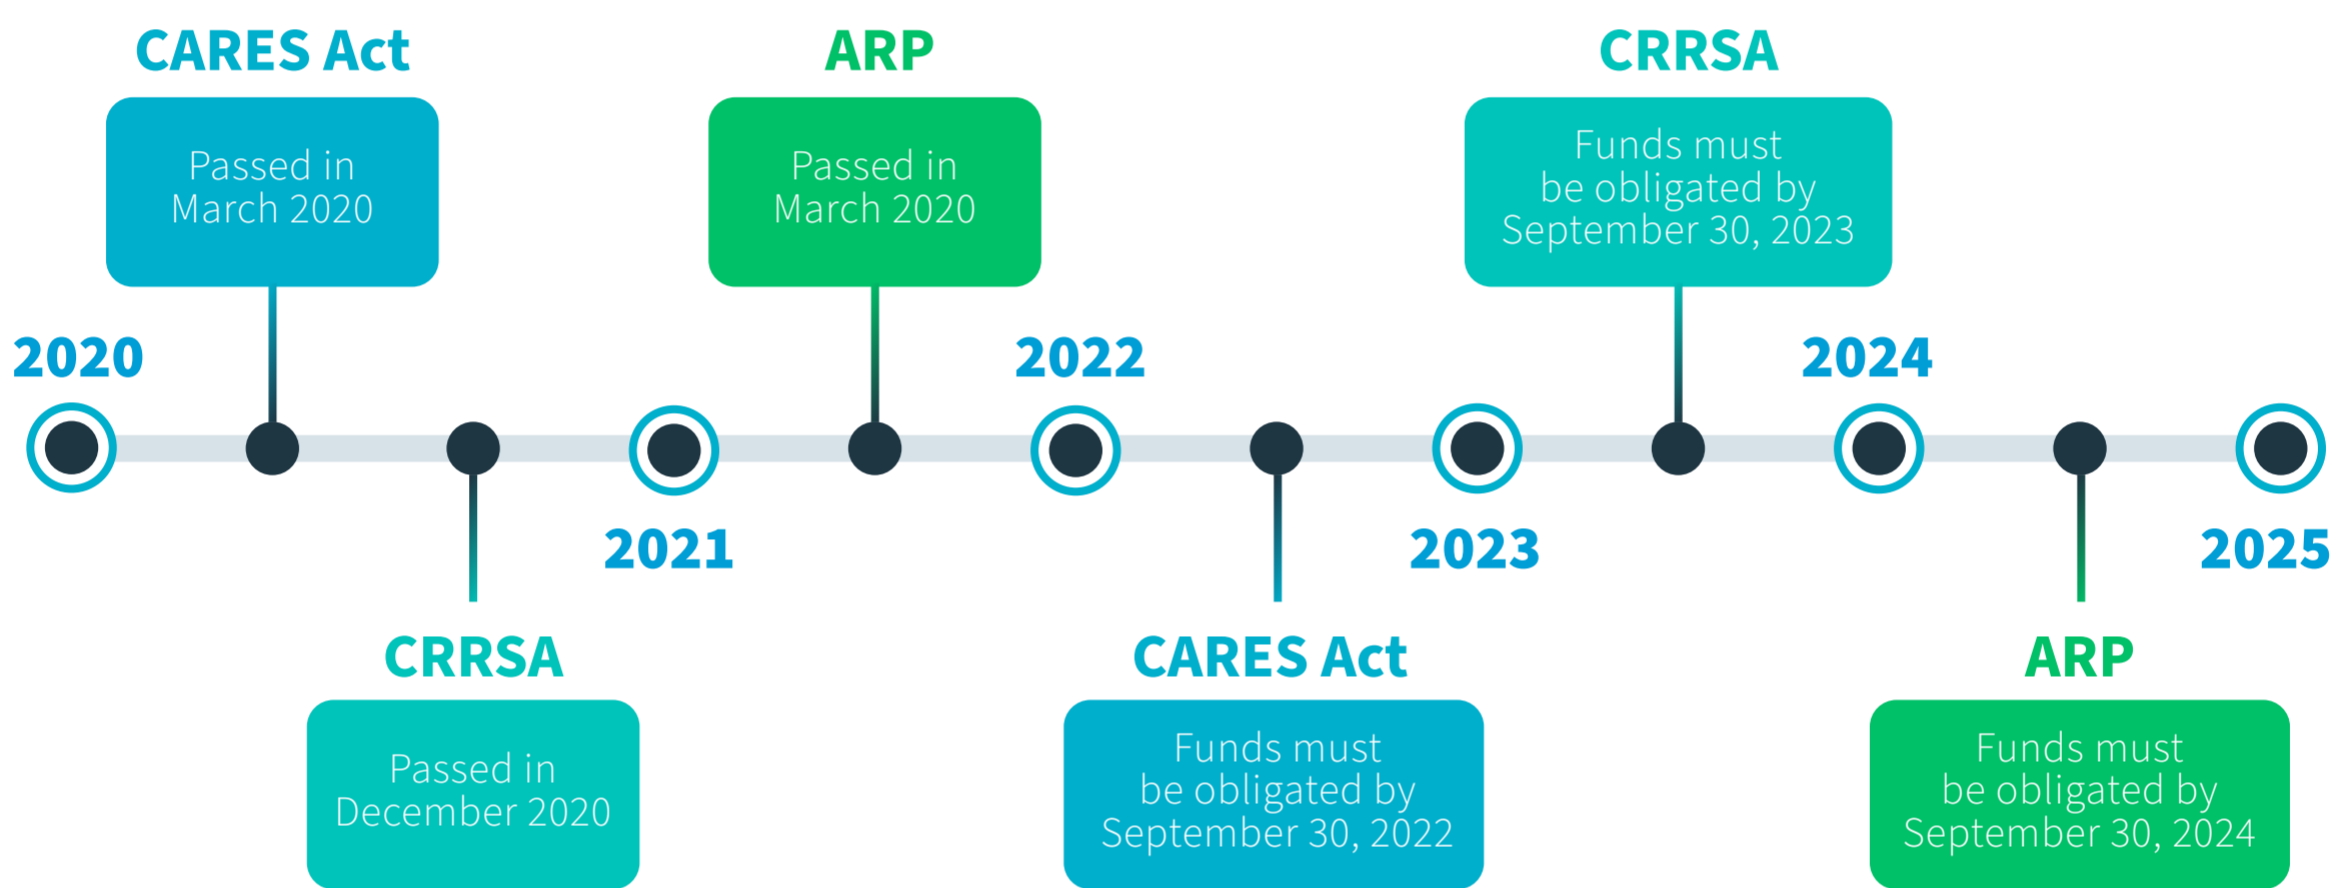 CARES Act
Passed in
March 2020
ARP
Passed in
March 2020
CRRSA
Funds must
be obligated by
September 30, 2023
2020
2022
2024
2021
2023
2025
CRRSA
Passed in
December 2020
CARES Act
Funds must
be obligated by
September 30, 2022
ARP
Funds must
be obligated by
September 30, 2024